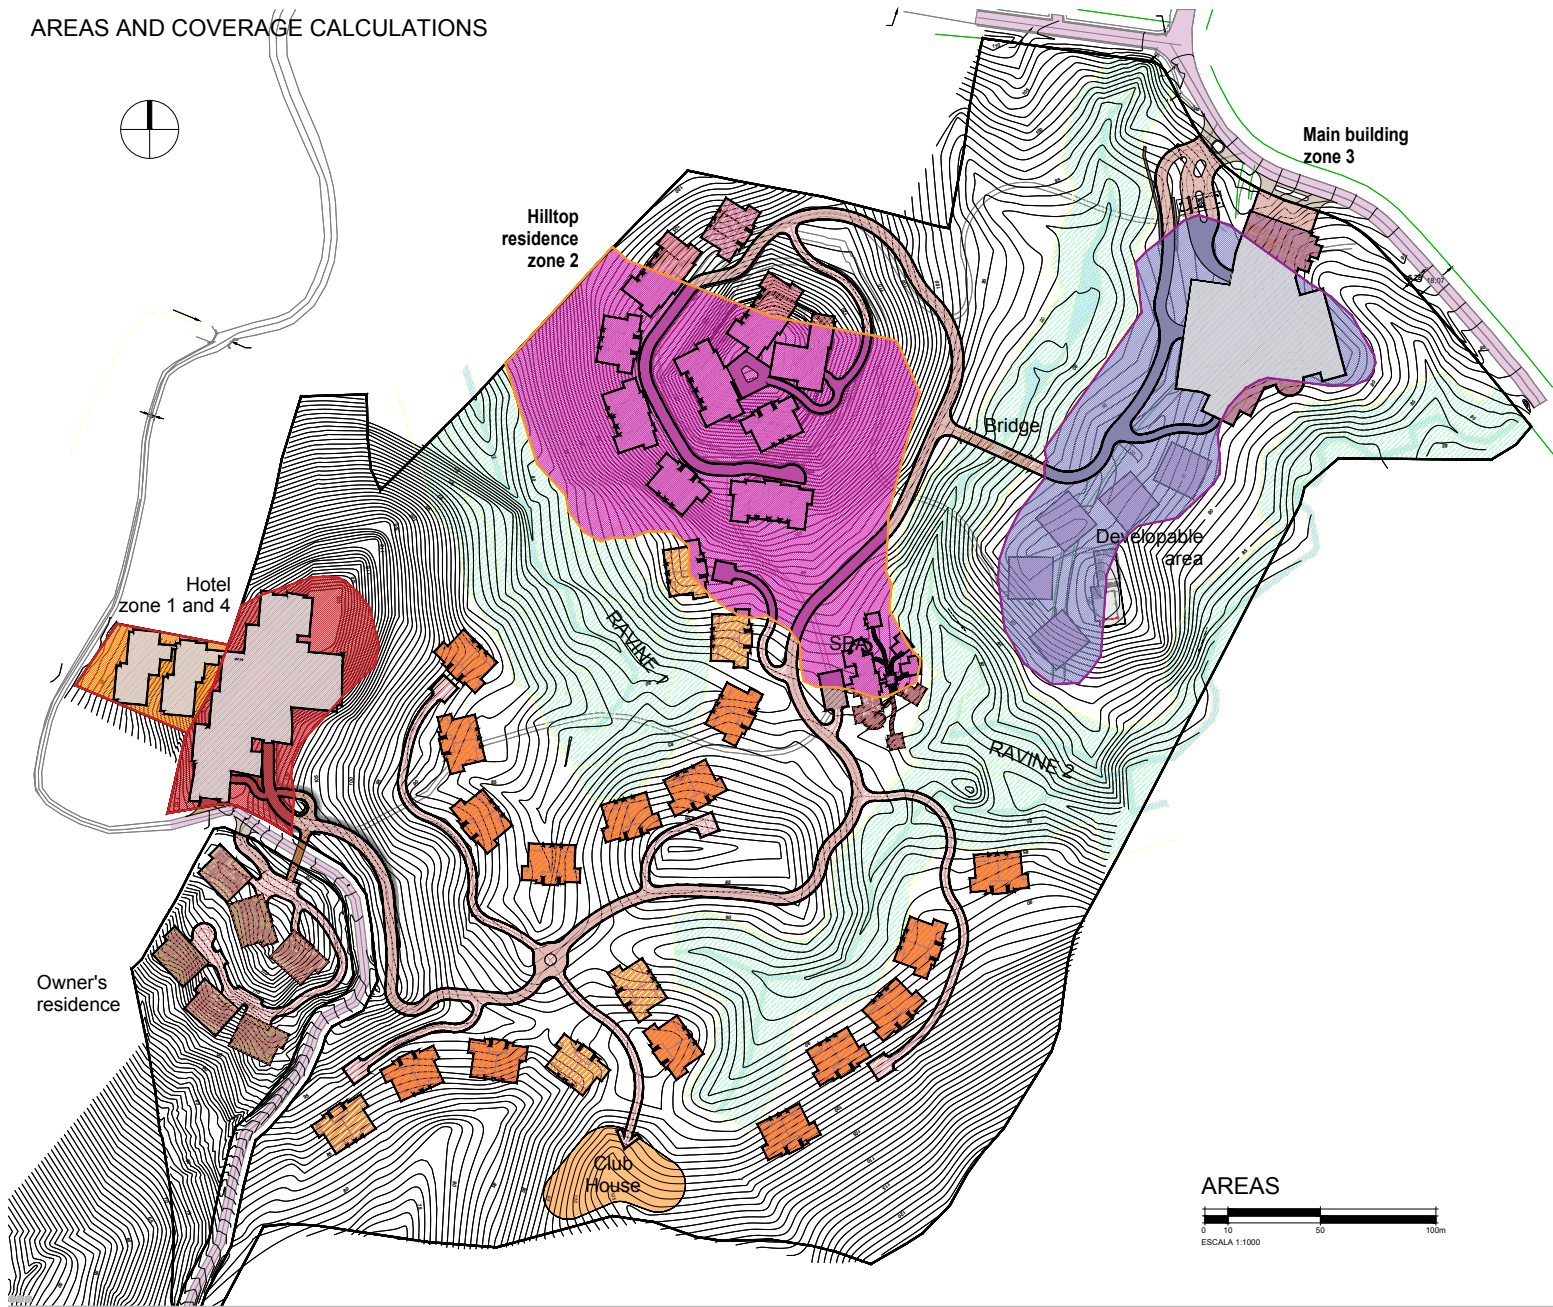 AREAS AND COVERAGE CALCULATIONS
Main building
zone 3
Hilltop
residence
zone 2
Bridge
Developable
area
Hotel
zone 1 and 4
RAVINE 1
SPA
RAVINE 2
Owner's
residence
Club
House
AREAS
0 10 50 100m
ESCALA 1:1000